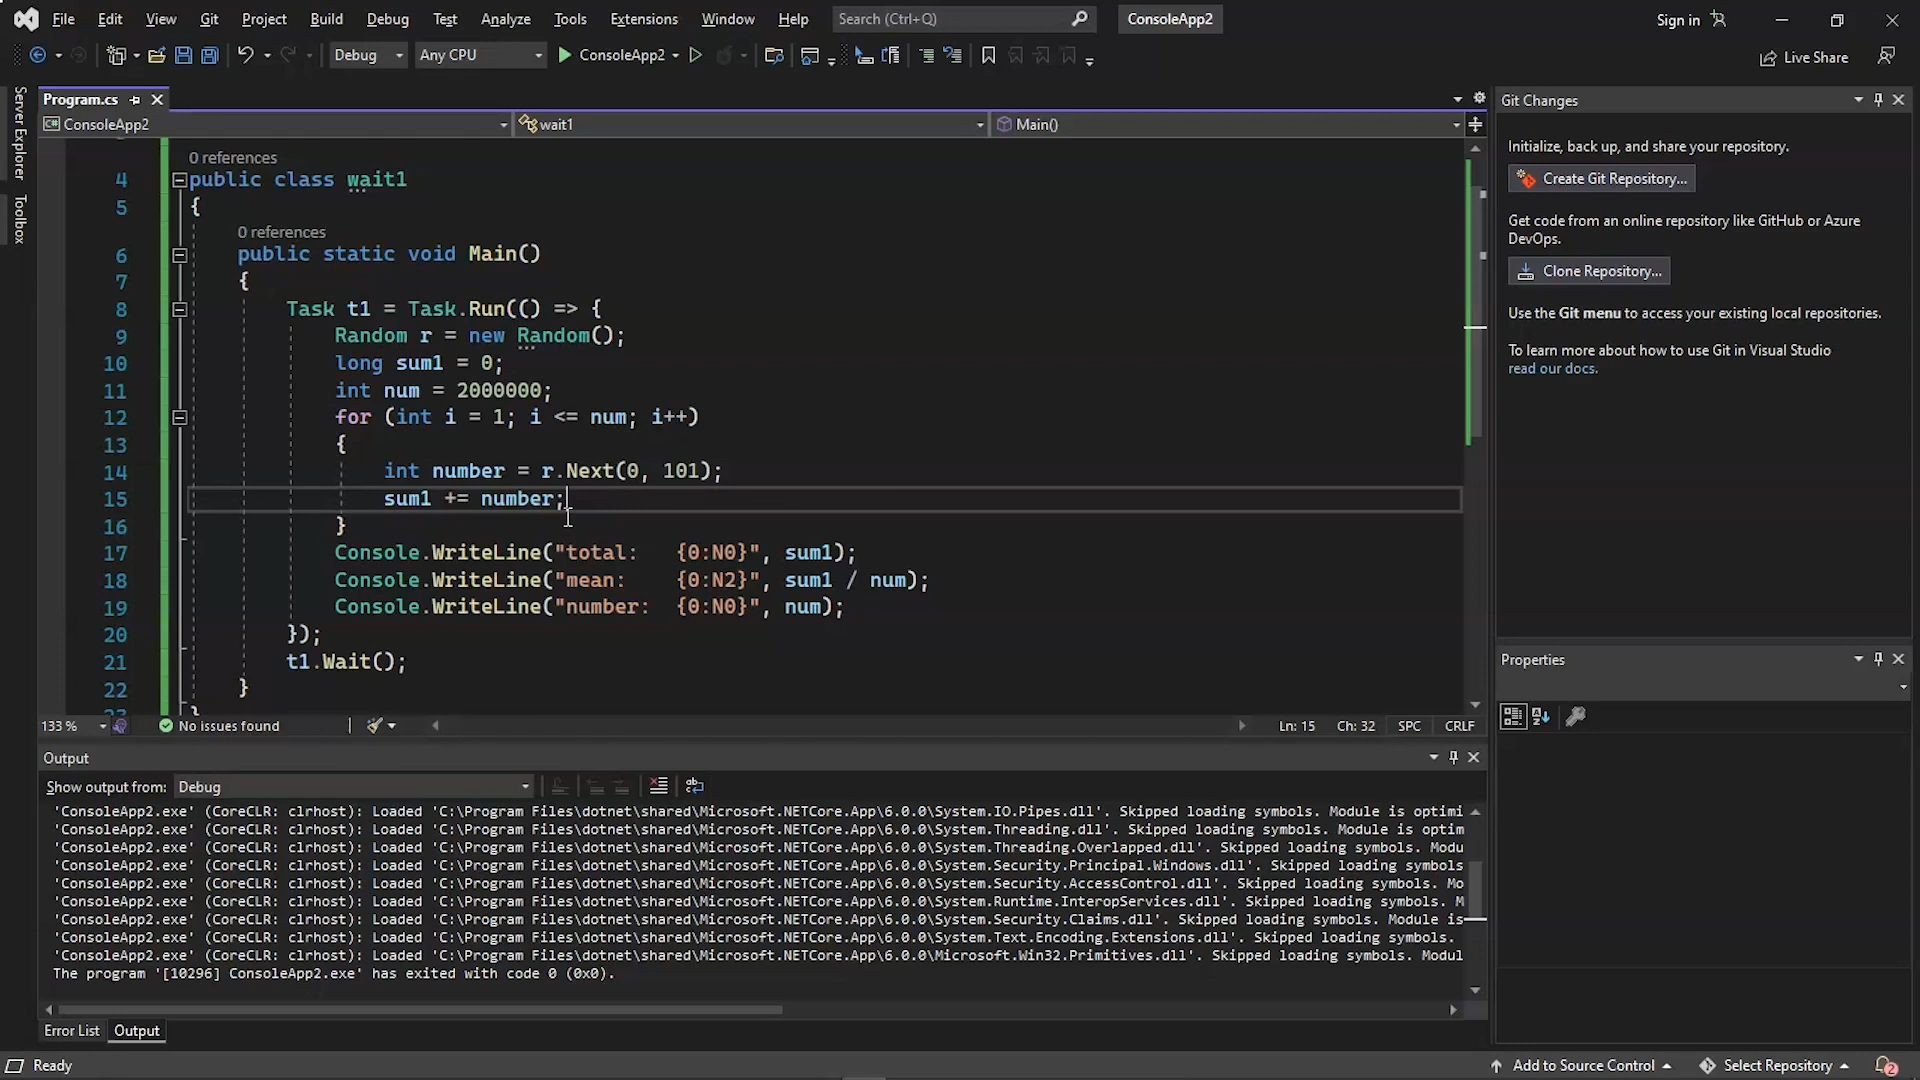 File Edit View Git Project Build Debug Test Analyze Tools Extensions Window Help Search (Ctrl+Q) ConsoleApp2 Sign in
Debug Any CPU ConsoleApp2 Live Share
Server Explorer
Toolbox
Program.cs
ConsoleApp2 wait1 Main()
0 references
4 public class wait1
5 {
0 references
6 public static void Main()
7 {
8 Task t1 = Task.Run(() => {
9 Random r = new Random();
10 long sum1 = 0;
11 int num = 2000000;
12 for (int i = 1; i <= num; i++)
13 {
14 int number = r.Next(0, 101);
15 sum1 += number;
16 }
17 Console.WriteLine("total:   {0:N0}", sum1);
18 Console.WriteLine("mean:    {0:N2}", sum1 / num);
19 Console.WriteLine("number:  {0:N0}", num);
20 });
21 t1.Wait();
22 }
23 }
133 % No issues found Ln: 15 Ch: 32 SPC CRLF
Output
Show output from: Debug
'ConsoleApp2.exe' (CoreCLR: clrhost): Loaded 'C:\Program Files\dotnet\shared\Microsoft.NETCore.App\6.0.0\System.IO.Pipes.dll'. Skipped loading symbols. Module is optimi
'ConsoleApp2.exe' (CoreCLR: clrhost): Loaded 'C:\Program Files\dotnet\shared\Microsoft.NETCore.App\6.0.0\System.Threading.dll'. Skipped loading symbols. Module is optim
'ConsoleApp2.exe' (CoreCLR: clrhost): Loaded 'C:\Program Files\dotnet\shared\Microsoft.NETCore.App\6.0.0\System.Threading.Overlapped.dll'. Skipped loading symbols. Modu
'ConsoleApp2.exe' (CoreCLR: clrhost): Loaded 'C:\Program Files\dotnet\shared\Microsoft.NETCore.App\6.0.0\System.Security.Principal.Windows.dll'. Skipped loading symbols
'ConsoleApp2.exe' (CoreCLR: clrhost): Loaded 'C:\Program Files\dotnet\shared\Microsoft.NETCore.App\6.0.0\System.Security.AccessControl.dll'. Skipped loading symbols. Mo
'ConsoleApp2.exe' (CoreCLR: clrhost): Loaded 'C:\Program Files\dotnet\shared\Microsoft.NETCore.App\6.0.0\System.Runtime.InteropServices.dll'. Skipped loading symbols. M
'ConsoleApp2.exe' (CoreCLR: clrhost): Loaded 'C:\Program Files\dotnet\shared\Microsoft.NETCore.App\6.0.0\System.Security.Claims.dll'. Skipped loading symbols. Module is
'ConsoleApp2.exe' (CoreCLR: clrhost): Loaded 'C:\Program Files\dotnet\shared\Microsoft.NETCore.App\6.0.0\System.Text.Encoding.Extensions.dll'. Skipped loading symbols.
'ConsoleApp2.exe' (CoreCLR: clrhost): Loaded 'C:\Program Files\dotnet\shared\Microsoft.NETCore.App\6.0.0\Microsoft.Win32.Primitives.dll'. Skipped loading symbols. Modul
The program '[10296] ConsoleApp2.exe' has exited with code 0 (0x0).
Error List Output
Git Changes
Initialize, back up, and share your repository.
Create Git Repository...
Get code from an online repository like GitHub or Azure
DevOps.
Clone Repository...
Use the Git menu to access your existing local repositories.
To learn more about how to use Git in Visual Studio
read our docs.
Properties
Ready Add to Source Control Select Repository 2